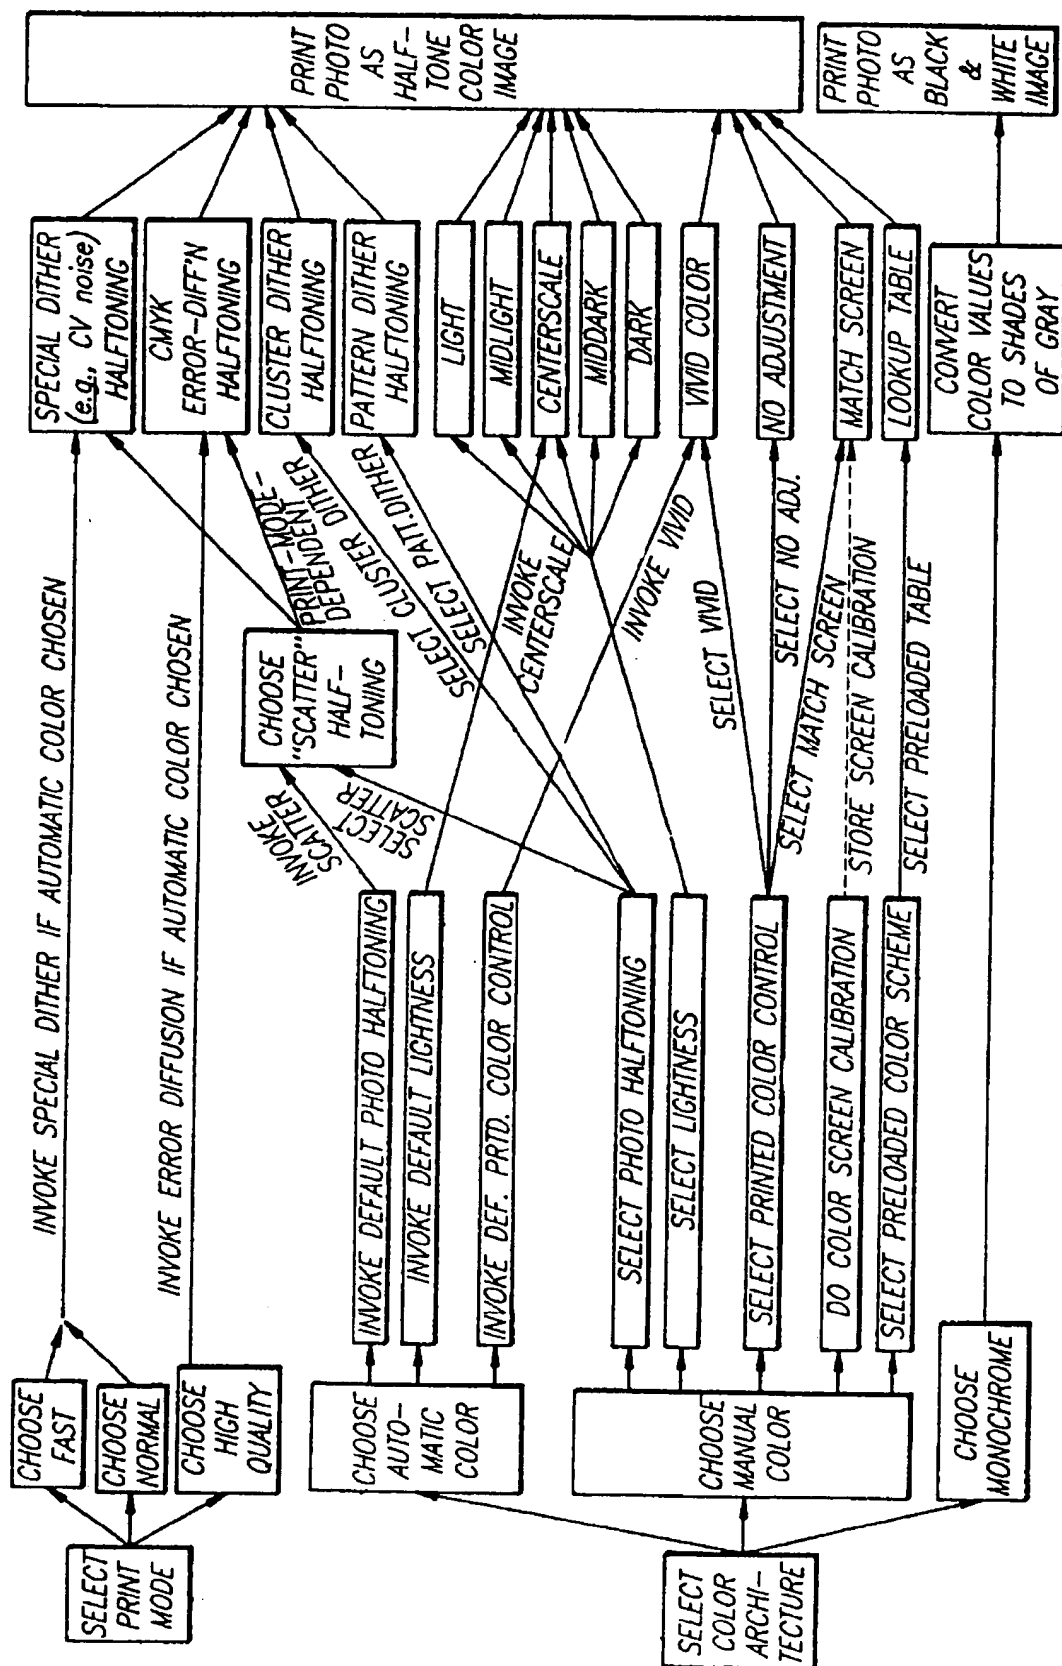 SELECT
PRINT
MODE
CHOOSE
FAST
CHOOSE
NORMAL
CHOOSE
HIGH
QUALITY
INVOKE SPECIAL DITHER IF AUTOMATIC COLOR CHOSEN
INVOKE ERROR DIFFUSION IF AUTOMATIC COLOR CHOSEN
SELECT
COLOR
ARCHI-
TECTURE
CHOOSE
AUTO-
MATIC
COLOR
CHOOSE
MANUAL
COLOR
CHOOSE
MONOCHROME
INVOKE DEFAULT PHOTO HALFTONING
INVOKE DEFAULT LIGHTNESS
INVOKE DEF. PRTD. COLOR CONTROL
SELECT PHOTO HALFTONING
SELECT LIGHTNESS
SELECT PRINTED COLOR CONTROL
DO COLOR SCREEN CALIBRATION
SELECT PRELOADED COLOR SCHEME
INVOKE
SCATTER
SELECT
SCATTER
CHOOSE
"SCATTER"
HALF-
TONING
PRINT-MODE-
DEPENDENT
SELECT CLUSTER DITHER
SELECT PAIT.DITHER
INVOKE
CENTERSCALE
INVOKE VIVID
SELECT VIVID
SELECT NO ADJ.
SELECT MATCH SCREEN
STORE SCREEN CALIBRATION
SELECT PRELOADED TABLE
SPECIAL DITHER
(e.g., CV noise)
HALFTONING
CMYK
ERROR-DIFF'N
HALFTONING
CLUSTER DITHER
HALFTONING
PATTERN DITHER
HALFTONING
LIGHT
MIDLIGHT
CENTERSCALE
MIDDARK
DARK
VIVID COLOR
NO ADJUSTMENT
MATCH SCREEN
LOOKUP TABLE
CONVERT
COLOR VALUES
TO SHADES
OF GRAY
PRINT
PHOTO
AS
HALF-
TONE
COLOR
IMAGE
PRINT
PHOTO
AS
BLACK
&
WHITE
IMAGE